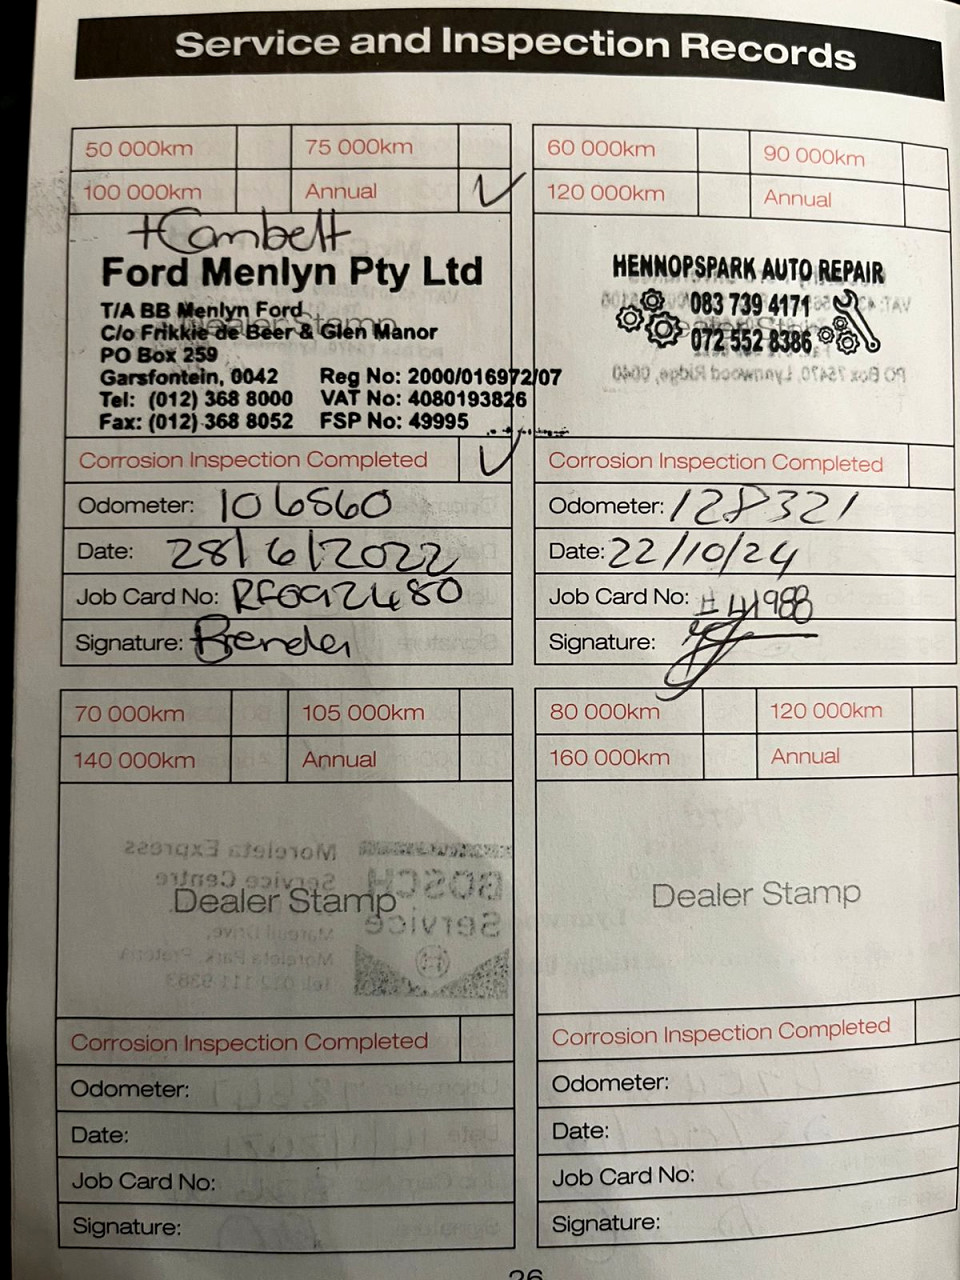 Service and Inspection Records
50 000km 75 000km
100 000km Annual ✓
+Cambelt
Ford Menlyn Pty Ltd
T/A BB Menlyn Ford
C/o Frikkie de Beer & Glen Manor
PO Box 259
Garsfontein, 0042 Reg No: 2000/016972/07
Tel: (012) 368 8000 VAT No: 4080193826
Fax: (012) 368 8052 FSP No: 49995
Corrosion Inspection Completed ✓
Odometer: 106560
Date: 28/6/2022
Job Card No:
Signature: Brenda
60 000km 90 000km
120 000km Annual
HENNOPSPARK AUTO REPAIR
083 739 4171
072 552 8386
Corrosion Inspection Completed
Odometer: 128321
Date: 22/10/24
Job Card No: #41988
Signature:
70 000km 105 000km
140 000km Annual
Dealer Stamp
Corrosion Inspection Completed
Odometer:
Date:
Job Card No:
Signature:
80 000km 120 000km
160 000km Annual
Dealer Stamp
Corrosion Inspection Completed
Odometer:
Date:
Job Card No:
Signature:
26